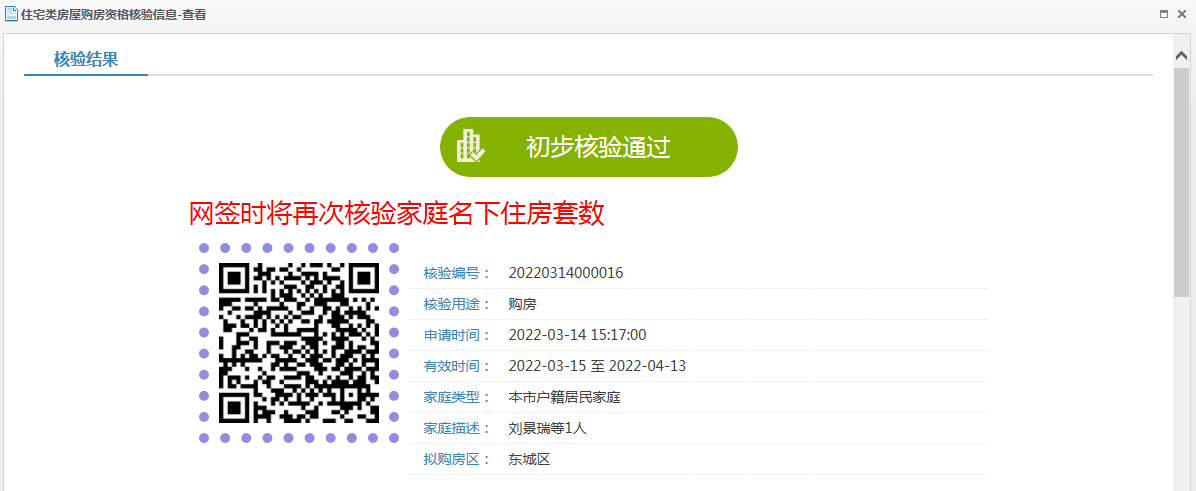 住宅类房屋购房资格核验信息-查看
核验结果
初步核验通过
网签时将再次核验家庭名下住房套数
核验编号： 20220314000016
核验用途： 购房
申请时间： 2022-03-14 15:17:00
有效时间： 2022-03-15 至 2022-04-13
家庭类型： 本市户籍居民家庭
家庭描述： 刘景瑞等1人
拟购房区： 东城区